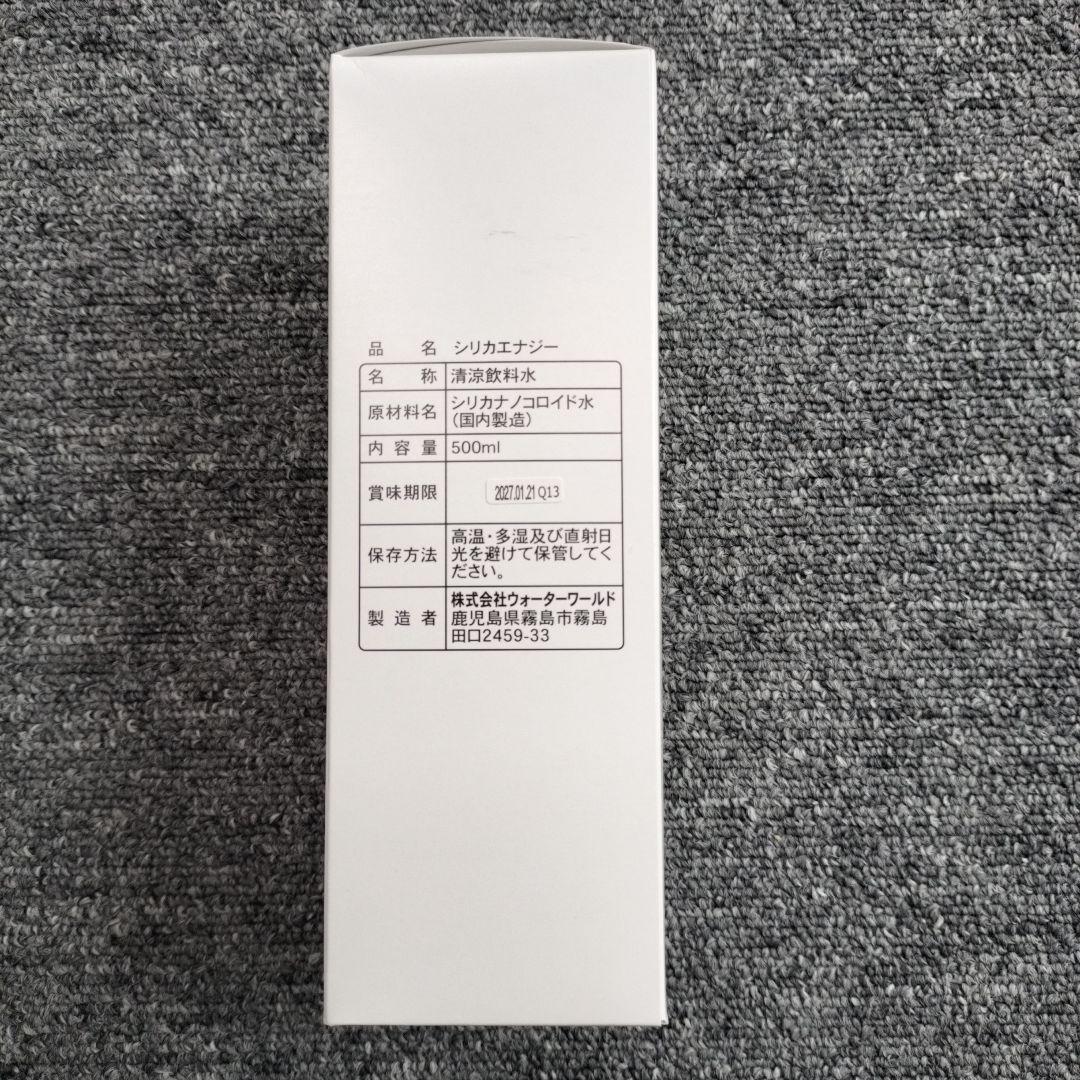 品名 シリカエナジー
名称 清涼飲料水
原材料名 シリカナノコロイド水
（国内製造）
内容量 500ml
賞味期限 2027.01.21 Q13
保存方法 高温・多湿及び直射日
光を避けて保管してく
ださい。
製造者 株式会社ウォーターワールド
鹿児島県霧島市霧島
田口2459-33